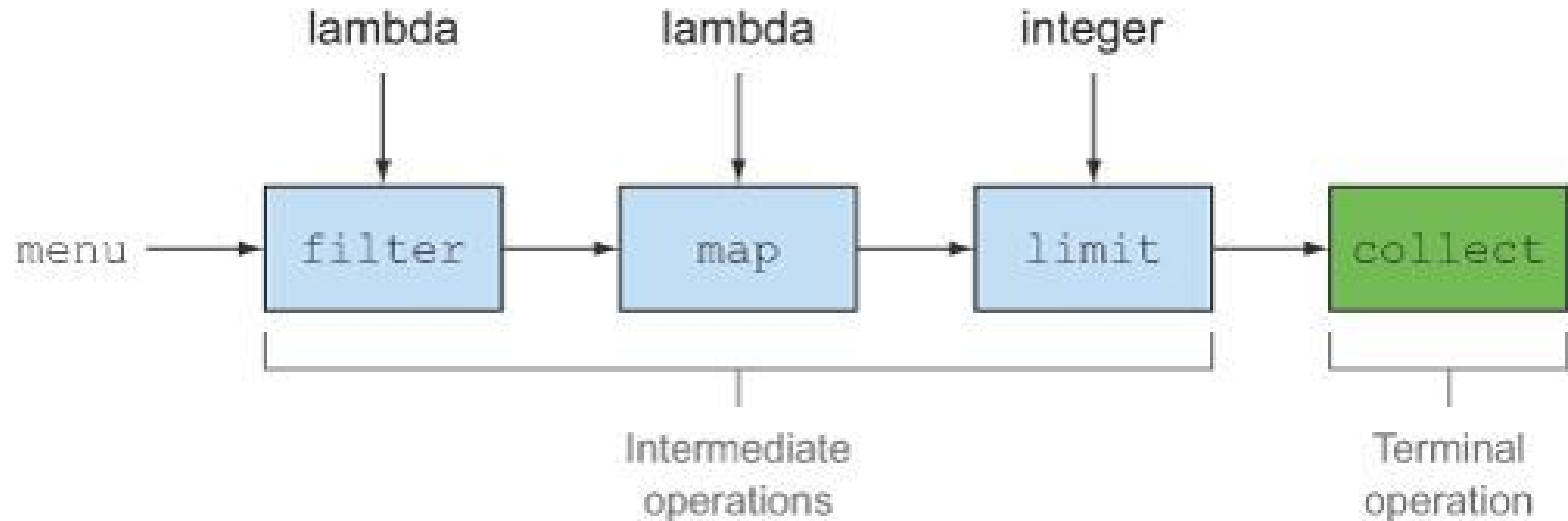 lambda
lambda
integer
menu
filter
map
limit
collect
Intermediate
operations
Terminal
operation